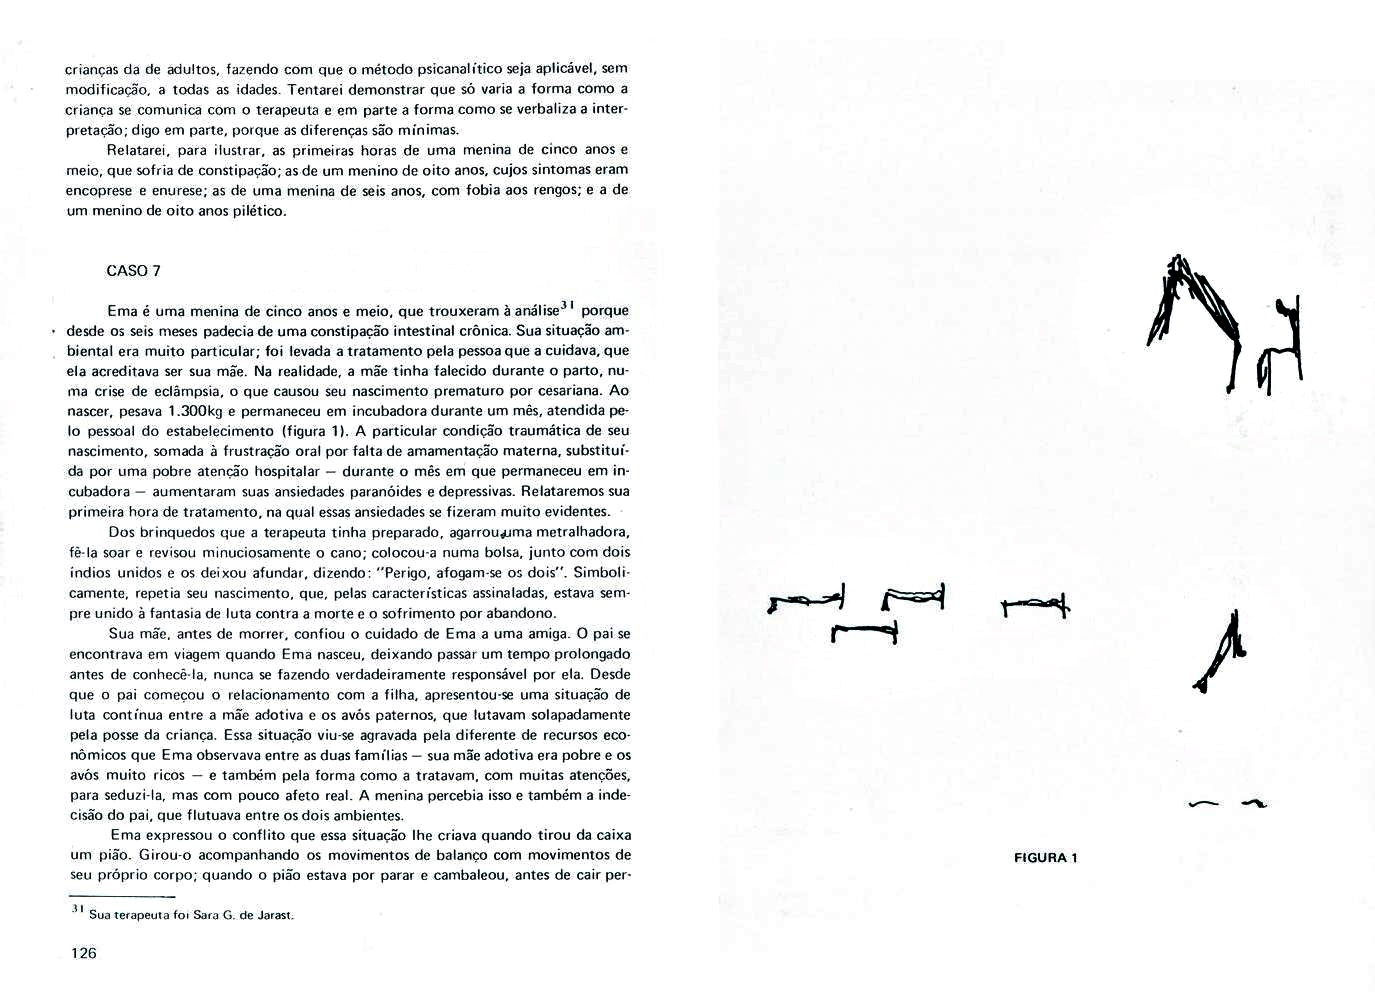 crianças da de adultos, fazendo com que o método psicanalítico seja aplicável, sem
modificação, a todas as idades. Tentarei demonstrar que só varia a forma como a
criança se comunica com o terapeuta e em parte a forma como se verbaliza a inter-
pretação; digo em parte, porque as diferenças são mínimas.
Relatarei, para ilustrar, as primeiras horas de uma menina de cinco anos e
meio, que sofria de constipação; as de um menino de oito anos, cujos sintomas eram
encoprese e enurese; as de uma menina de seis anos, com fobia aos rengos; e a de
um menino de oito anos pilético.
CASO 7
Ema é uma menina de cinco anos e meio, que trouxeram à análise³¹ porque
desde os seis meses padecia de uma constipação intestinal crônica. Sua situação am-
biental era muito particular; foi levada a tratamento pela pessoa que a cuidava, que
ela acreditava ser sua mãe. Na realidade, a mãe tinha falecido durante o parto, nu-
ma crise de eclâmpsia, o que causou seu nascimento prematuro por cesariana. Ao
nascer, pesava 1.300kg e permaneceu em incubadora durante um mês, atendida pe-
lo pessoal do estabelecimento (figura 1). A particular condição traumática de seu
nascimento, somada à frustração oral por falta de amamentação materna, substituí-
da por uma pobre atenção hospitalar — durante o mês em que permaneceu em in-
cubadora — aumentaram suas ansiedades paranóides e depressivas. Relataremos sua
primeira hora de tratamento, na qual essas ansiedades se fizeram muito evidentes.
Dos brinquedos que a terapeuta tinha preparado, agarrou uma metralhadora,
fê-la soar e revisou minuciosamente o cano; colocou-a numa bolsa, junto com dois
índios unidos e os deixou afundar, dizendo: "Perigo, afogam-se os dois". Simboli-
camente, repetia seu nascimento, que, pelas características assinaladas, estava sem-
pre unido à fantasia de luta contra a morte e o sofrimento por abandono.
Sua mãe, antes de morrer, confiou o cuidado de Ema a uma amiga. O pai se
encontrava em viagem quando Ema nasceu, deixando passar um tempo prolongado
antes de conhecê-la, nunca se fazendo verdadeiramente responsável por ela. Desde
que o pai começou o relacionamento com a filha, apresentou-se uma situação de
luta contínua entre a mãe adotiva e os avós paternos, que lutavam solapadamente
pela posse da criança. Essa situação viu-se agravada pela diferente de recursos eco-
nômicos que Ema observava entre as duas famílias — sua mãe adotiva era pobre e os
avós muito ricos — e também pela forma como a tratavam, com muitas atenções,
para seduzi-la, mas com pouco afeto real. A menina percebia isso e também a inde-
cisão do pai, que flutuava entre os dois ambientes.
Ema expressou o conflito que essa situação lhe criava quando tirou da caixa
um pião. Girou-o acompanhando os movimentos de balanço com movimentos de
seu próprio corpo; quando o pião estava por parar e cambaleou, antes de cair per-
³¹ Sua terapeuta foi Sara G. de Jarast.
126
FIGURA 1